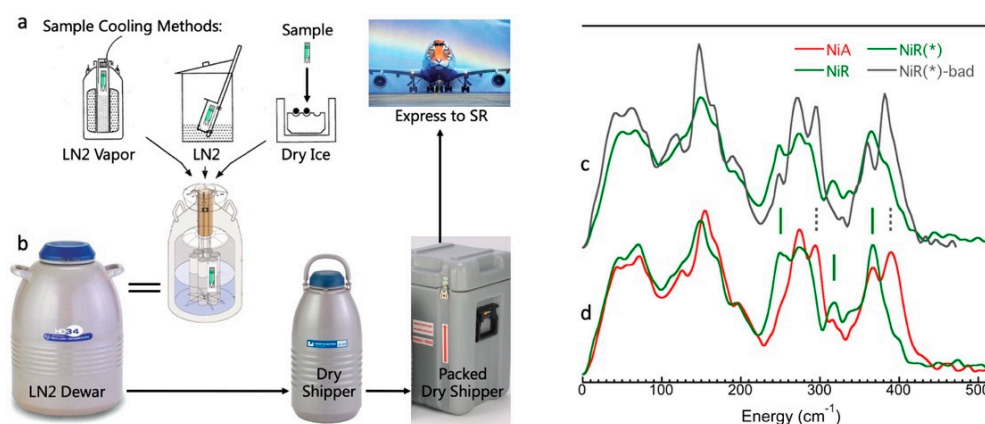 a
Sample Cooling Methods:
Sample
LN2 Vapor
LN2
Dry Ice
Express to SR
b
LN2 Dewar
Dry
Shipper
Packed
Dry Shipper
NiA
NiR(*)
NiR
NiR(*)-bad
c
d
0
100
200
300
400
500
Energy (cm⁻¹)